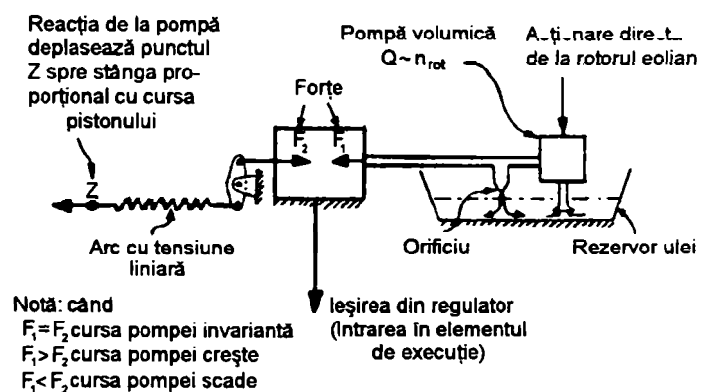 Reacția de la pompă
deplasează punctul
Z spre stânga pro-
porțional cu cursa
pistonului
Z
Arc cu tensiune
liniară
Forțe
F₂
F₁
Pompă volumică
Q~n_rot
de la rotorul eolian
Orificiu
Rezervor ulei
Ieșirea din regulator
(Intrarea în elementul
de execuție)
Notă: când
F₁=F₂ cursa pompei invariantă
F₁>F₂ cursa pompei crește
F₁<F₂ cursa pompei scade